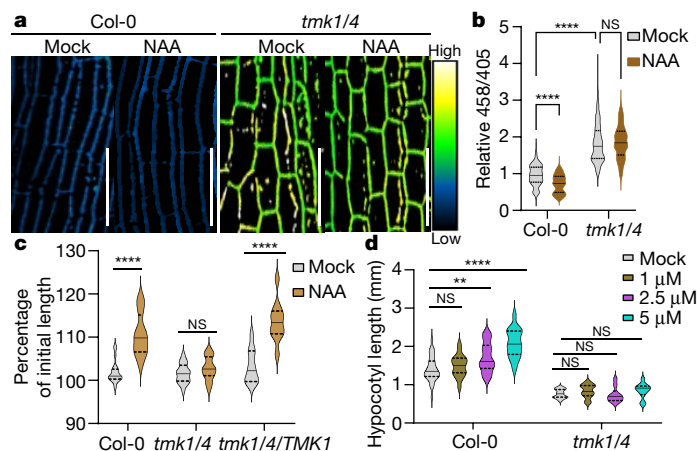 a
Col-0
tmk1/4
Mock
NAA
Mock
NAA
High
Low
b
Relative 458/405
5
4
3
2
1
0
****
****
NS
Mock
NAA
Col-0
tmk1/4
c
Percentage
of initial length
130
120
110
100
90
****
NS
****
Mock
NAA
Col-0
tmk1/4
tmk1/4/TMK1
d
Hypocotyl length (mm)
4
3
2
1
0
****
**
NS
NS
NS
NS
Mock
1 μM
2.5 μM
5 μM
Col-0
tmk1/4